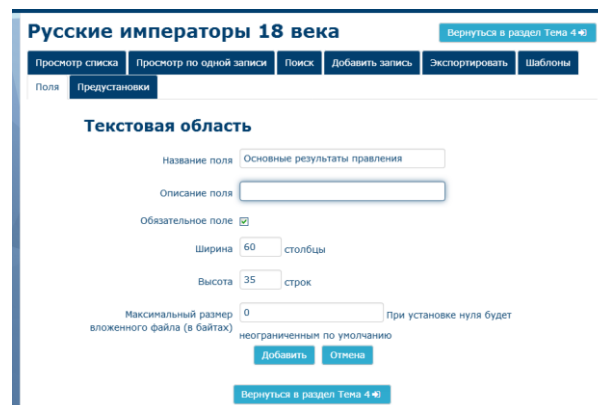 Русские императоры 18 века
Вернуться в раздел Тема 4
Просмотр списка Просмотр по одной записи Поиск Добавить запись Экспортировать Шаблоны
Поля Предустановки
Текстовая область
Название поля Основные результаты правления
Описание поля
Обязательное поле
Ширина 60 столбцы
Высота 35 строк
Максимальный размер вложенного файла (в байтах) 0 При установке нуля будет
неограниченным по умолчанию
Добавить Отмена
Вернуться в раздел Тема 4